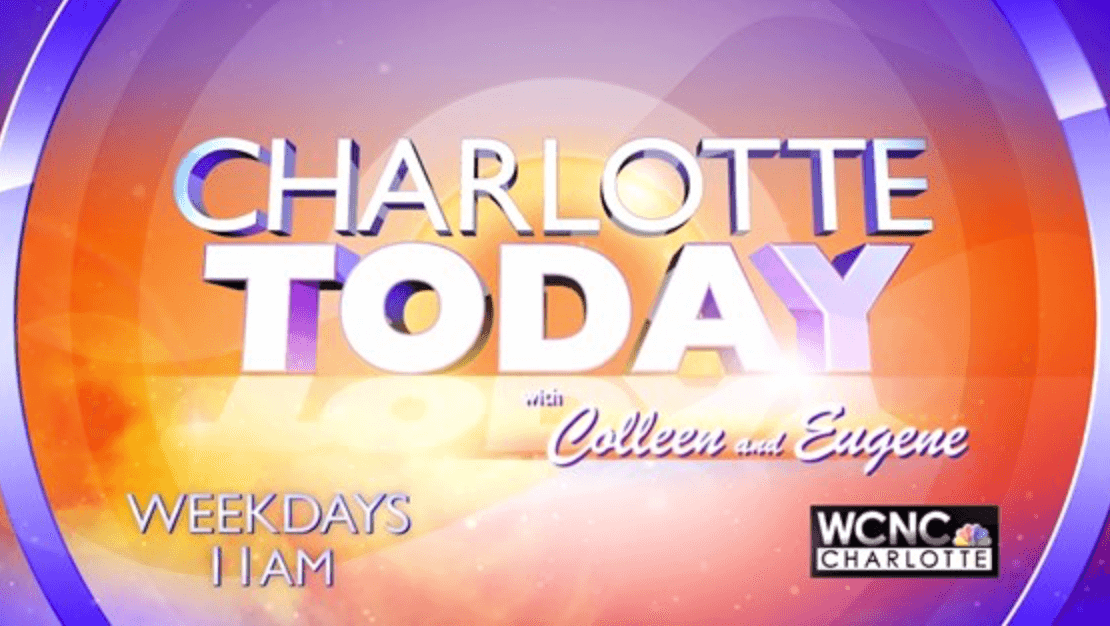 CHARLOTTE
TODAY
with
Colleen and Eugene
WEEKDAYS
11AM
WCNC
CHARLOTTE